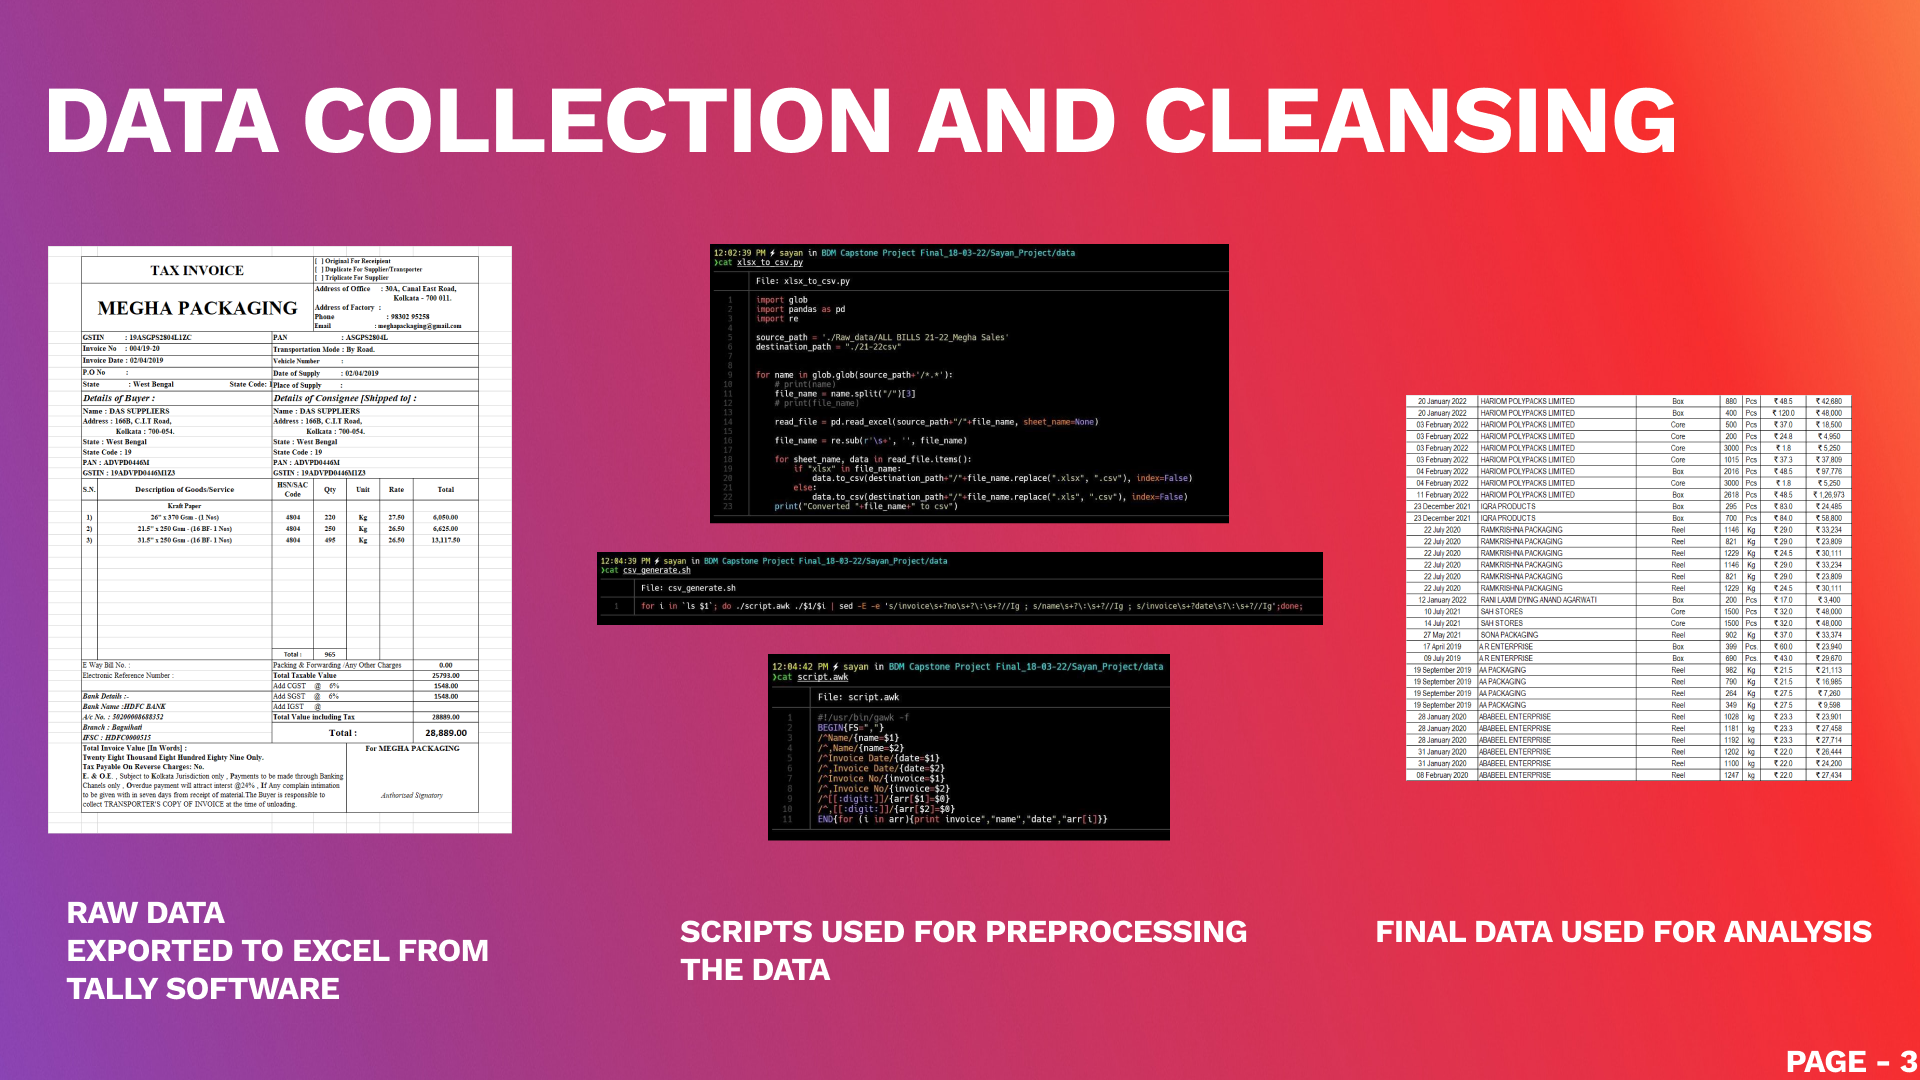 DATA COLLECTION AND CLEANSING
TAX INVOICE
[ ] Original For Receipient
[ ] Duplicate For Supplier/Transporter
[ ] Triplicate For Supplier
MEGHA PACKAGING
Address of Office : 30A, Canal East Road,
Kolkata - 700 011.
Address of Factory :
Phone : 98302 95258
Email : meghapackaging@gmail.com
GSTIN : 19ASGPS2804L1ZC PAN : ASGPS2804L
Invoice No : 004/19-20 Transportation Mode : By Road.
Invoice Date : 02/04/2019 Vehicle Number :
P.O No : Date of Supply : 02/04/2019
State : West Bengal State Code: 1 Place of Supply :
Details of Buyer : Details of Consignee [Shipped to] :
Name : DAS SUPPLIERS Name : DAS SUPPLIERS
Address : 166B, C.I.T Road, Address : 166B, C.I.T Road,
Kolkata : 700-054. Kolkata : 700-054.
State : West Bengal State : West Bengal
State Code : 19 State Code : 19
PAN : ADVPD0446M PAN : ADVPD0446M
GSTIN : 19ADVPD0446M1Z3 GSTIN : 19ADVPD0446M1Z3
S.N. Description of Goods/Service HSN/SAC Code Qty Unit Rate Total
Kraft Paper
1) 26" x 370 Gsm - (1 Nos) 4804 220 Kg 27.50 6,050.00
2) 21.5" x 250 Gsm - (16 BF- 1 Nos) 4804 250 Kg 26.50 6,625.00
3) 31.5" x 250 Gsm - (16 BF- 1 Nos) 4804 495 Kg 26.50 13,117.50
Total : 965
E Way Bill No. : Packing & Forwarding /Any Other Charges 0.00
Electronic Reference Number : Total Taxable Value 25793.00
Add CGST @ 6% 1548.00
Bank Details :- Add SGST @ 6% 1548.00
Bank Name :HDFC BANK Add IGST @
A/c No. : 50200008688352 Total Value including Tax 28889.00
Branch : Baguihati
IFSC : HDFC0000515 Total : 28,889.00
Total Invoice Value [In Words] : For MEGHA PACKAGING
Twenty Eight Thousand Eight Hundred Eighty Nine Only.
Tax Payable On Reverse Charges: No.
E. & O.E. , Subject to Kolkata Jurisdiction only , Payments to be made through Banking
Chanels only , Overdue payment will attract interst @24% , If Any complain intimation
to be given with in seven days from receipt of material.The Buyer is responsible to
collect TRANSPORTER'S COPY OF INVOICE at the time of unloading.
Authorised Signatory
RAW DATA
EXPORTED TO EXCEL FROM
TALLY SOFTWARE
12:02:39 PM ⚡ sayan in BDM Capstone Project Final_18-03-22/Sayan_Project/data
❯cat xlsx_to_csv.py
File: xlsx_to_csv.py
1 import glob
2 import pandas as pd
3 import re
4
5 source_path = './Raw_data/ALL BILLS 21-22_Megha Sales'
6 destination_path = "./21-22csv"
7
8
9 for name in glob.glob(source_path+'/*.*'):
10 # print(name)
11 file_name = name.split("/")[3]
12 # print(file_name)
13
14 read_file = pd.read_excel(source_path+"/"+file_name, sheet_name=None)
15
16 file_name = re.sub(r'\s+', '', file_name)
17
18 for sheet_name, data in read_file.items():
19 if "xlsx" in file_name:
20 data.to_csv(destination_path+"/"+file_name.replace(".xlsx", ".csv"), index=False)
21 else:
22 data.to_csv(destination_path+"/"+file_name.replace(".xls", ".csv"), index=False)
23 print("Converted "+file_name+" to csv")
12:04:39 PM ⚡ sayan in BDM Capstone Project Final_18-03-22/Sayan_Project/data
❯cat csv_generate.sh
File: csv_generate.sh
1 for i in `ls $1`; do ./script.awk ./$1/$i | sed -E -e 's/invoice\s+?no\s+?\:\s+?//Ig ; s/name\s+?\:\s+?//Ig ; s/invoice\s+?date\s?\:\s+?//Ig';done;
12:04:42 PM ⚡ sayan in BDM Capstone Project Final_18-03-22/Sayan_Project/data
❯cat script.awk
File: script.awk
1 #!/usr/bin/gawk -f
2 BEGIN{FS=","}
3 /^Name/{name=$1}
4 /^,Name/{name=$2}
5 /^Invoice Date/{date=$1}
6 /^,Invoice Date/{date=$2}
7 /^Invoice No/{invoice=$1}
8 /^,Invoice No/{invoice=$2}
9 /^[[:digit:]]/{arr[$1]=$0}
10 /^,[[:digit:]]/{arr[$2]=$0}
11 END{for (i in arr){print invoice","name","date","arr[i]}}
SCRIPTS USED FOR PREPROCESSING
THE DATA
20 January 2022 HARIOM POLYPACKS LIMITED Box 880 Pcs ₹ 48.5 ₹ 42,680
20 January 2022 HARIOM POLYPACKS LIMITED Box 400 Pcs ₹ 120.0 ₹ 48,000
03 February 2022 HARIOM POLYPACKS LIMITED Core 500 Pcs ₹ 37.0 ₹ 18,500
03 February 2022 HARIOM POLYPACKS LIMITED Core 200 Pcs ₹ 24.8 ₹ 4,950
03 February 2022 HARIOM POLYPACKS LIMITED Core 3000 Pcs ₹ 1.8 ₹ 5,250
03 February 2022 HARIOM POLYPACKS LIMITED Core 1015 Pcs ₹ 37.3 ₹ 37,809
04 February 2022 HARIOM POLYPACKS LIMITED Box 2016 Pcs ₹ 48.5 ₹ 97,776
04 February 2022 HARIOM POLYPACKS LIMITED Core 3000 Pcs ₹ 1.8 ₹ 5,250
11 February 2022 HARIOM POLYPACKS LIMITED Box 2618 Pcs ₹ 48.5 ₹ 1,26,973
23 December 2021 IQRA PRODUCTS Box 295 Pcs ₹ 83.0 ₹ 24,485
23 December 2021 IQRA PRODUCTS Box 700 Pcs ₹ 84.0 ₹ 58,800
22 July 2020 RAMKRISHNA PACKAGING Reel 1146 Kg ₹ 29.0 ₹ 33,234
22 July 2020 RAMKRISHNA PACKAGING Reel 821 Kg ₹ 29.0 ₹ 23,809
22 July 2020 RAMKRISHNA PACKAGING Reel 1229 Kg ₹ 24.5 ₹ 30,111
22 July 2020 RAMKRISHNA PACKAGING Reel 1146 Kg ₹ 29.0 ₹ 33,234
22 July 2020 RAMKRISHNA PACKAGING Reel 821 Kg ₹ 29.0 ₹ 23,809
22 July 2020 RAMKRISHNA PACKAGING Reel 1229 Kg ₹ 24.5 ₹ 30,111
12 January 2022 RANI LAXMI DYING ANAND AGARWATI Box 200 Pcs ₹ 17.0 ₹ 3,400
10 July 2021 SAH STORES Core 1500 Pcs ₹ 32.0 ₹ 48,000
14 July 2021 SAH STORES Core 1500 Pcs ₹ 32.0 ₹ 48,000
27 May 2021 SONA PACKAGING Reel 902 Kg ₹ 37.0 ₹ 33,374
17 April 2019 A R ENTERPRISE Box 399 Pcs. ₹ 60.0 ₹ 23,940
09 July 2019 A R ENTERPRISE Box 690 Pcs. ₹ 43.0 ₹ 29,670
19 September 2019 AA PACKAGING Reel 982 Kg ₹ 21.5 ₹ 21,113
19 September 2019 AA PACKAGING Reel 790 Kg ₹ 21.5 ₹ 16,985
19 September 2019 AA PACKAGING Reel 264 Kg ₹ 27.5 ₹ 7,260
19 September 2019 AA PACKAGING Reel 349 Kg ₹ 27.5 ₹ 9,598
28 January 2020 ABABEEL ENTERPRISE Reel 1028 kg ₹ 23.3 ₹ 23,901
28 January 2020 ABABEEL ENTERPRISE Reel 1181 kg ₹ 23.3 ₹ 27,458
28 January 2020 ABABEEL ENTERPRISE Reel 1192 kg ₹ 23.3 ₹ 27,714
31 January 2020 ABABEEL ENTERPRISE Reel 1202 kg ₹ 22.0 ₹ 26,444
31 January 2020 ABABEEL ENTERPRISE Reel 1100 kg ₹ 22.0 ₹ 24,200
08 February 2020 ABABEEL ENTERPRISE Reel 1247 kg ₹ 22.0 ₹ 27,434
FINAL DATA USED FOR ANALYSIS
PAGE - 3